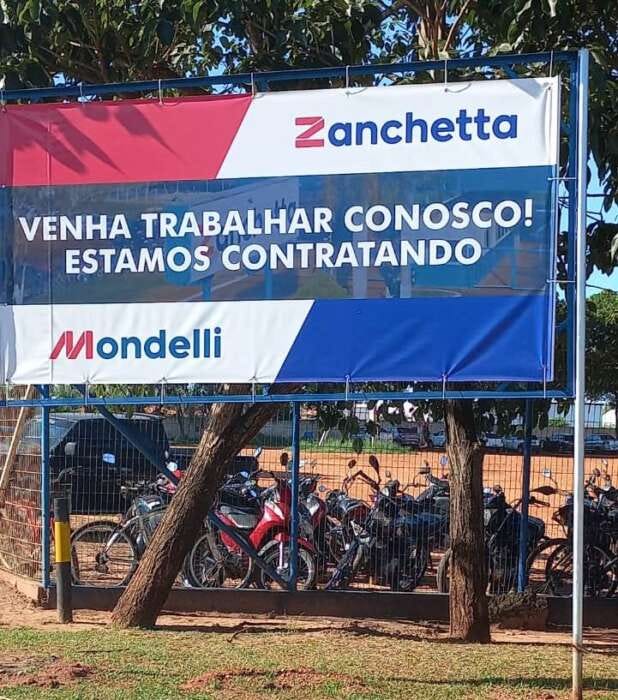 Zanchetta
VENHA TRABALHAR CONOSCO!
ESTAMOS CONTRATANDO
Mondelli